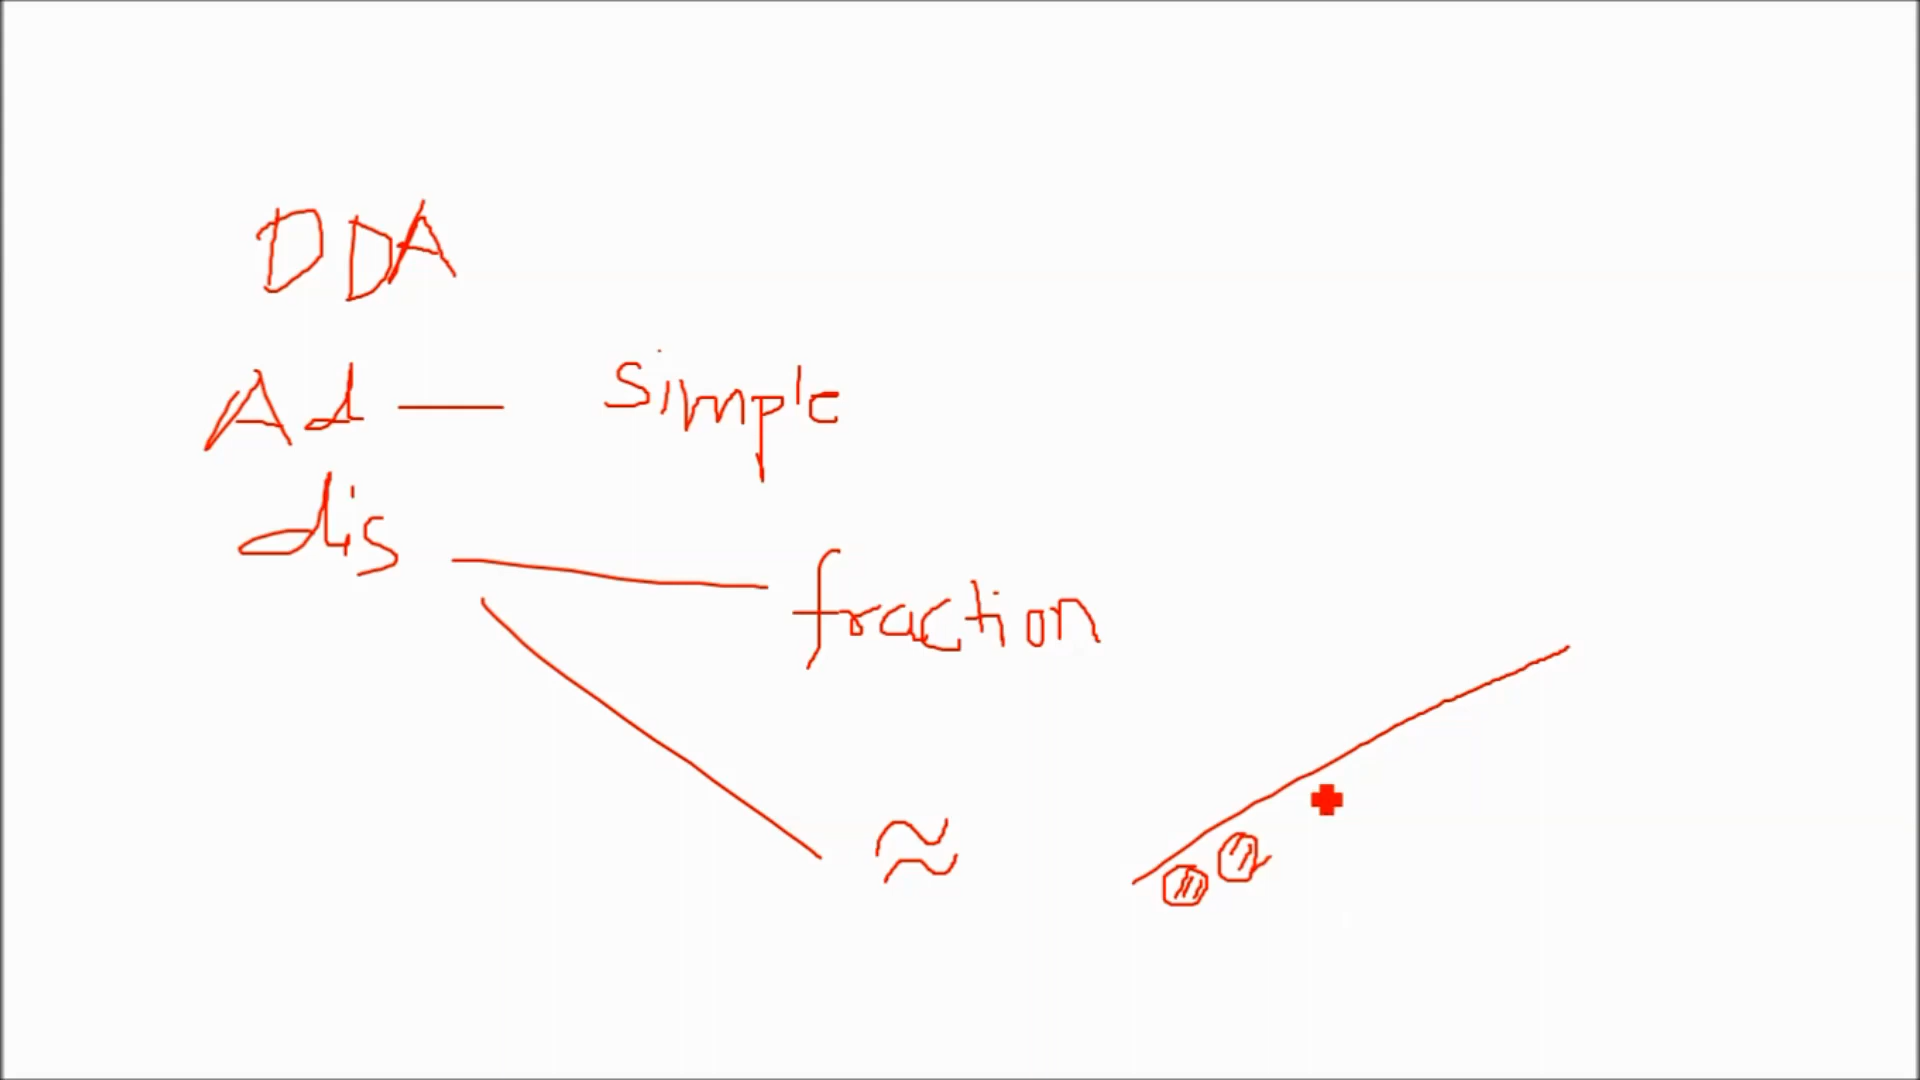 DDA
Ad — simple
dis — fraction
≈